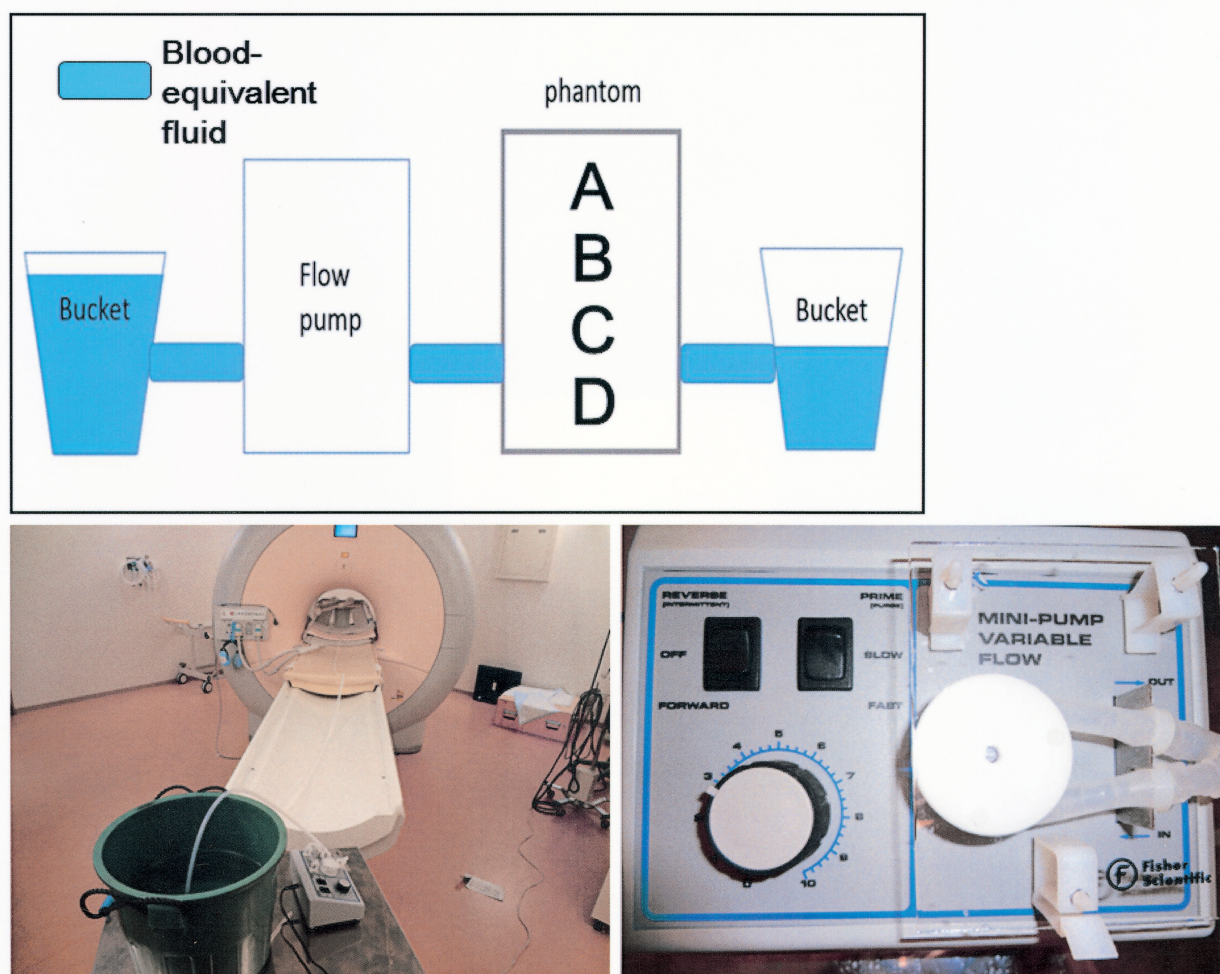 Blood-
equivalent
fluid
phantom
A
B
C
D
Bucket
Flow
pump
Bucket
REVERSE
(INTERMITTENT)
PRIME
(PURGE)
OFF
SLOW
FORWARD
FAST
MINI-PUMP
VARIABLE
FLOW
OUT
IN
3
4
5
6
7
8
9
10
0
Fisher
Scientific